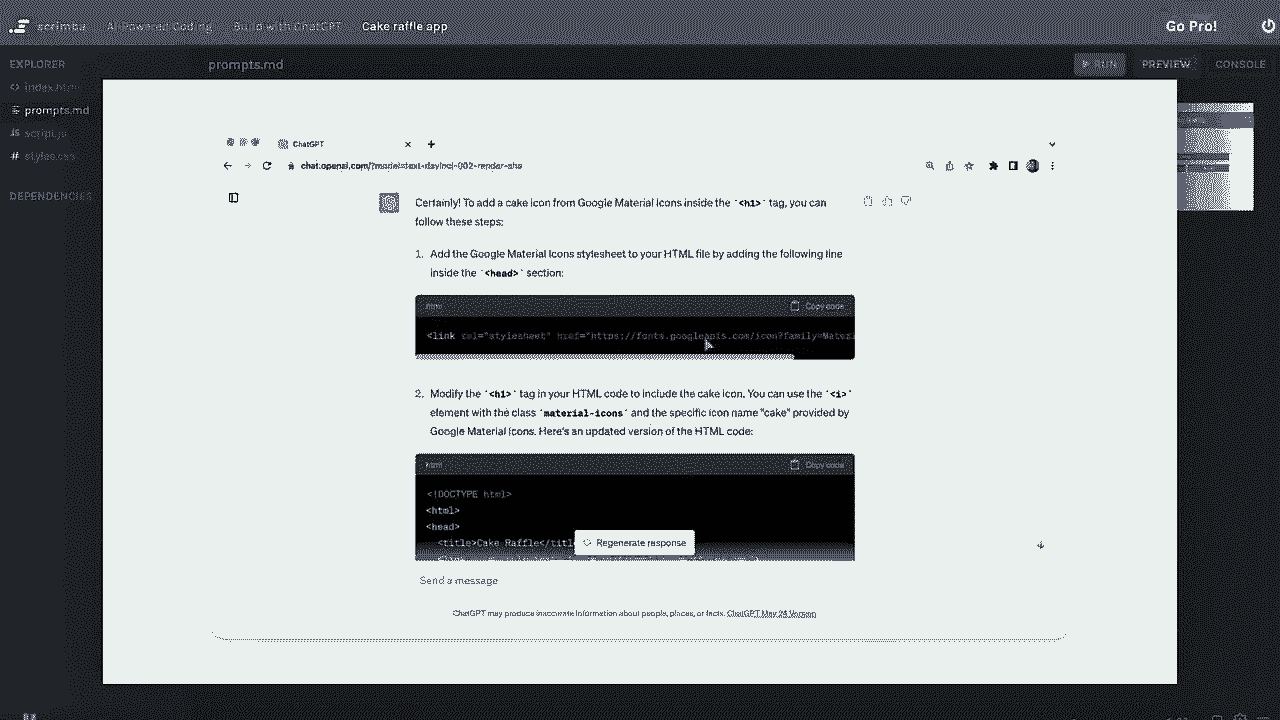 scrimba AI-Powered Coding Build with ChatGPT Cake raffle app Go Pro!
EXPLORER prompts.md RUN PREVIEW CONSOLE
index.html
prompts.md
script.js
styles.css
DEPENDENCIES
ChatGPT
chat.openai.com/?model=text-davinci-002-render-sha
Certainly! To add a cake icon from Google Material Icons inside the `<h1>` tag, you can
follow these steps:
1. Add the Google Material Icons stylesheet to your HTML file by adding the following line
inside the `<head>` section:
html Copy code
<link rel="stylesheet" href="https://fonts.googleapis.com/icon?family=Materi
2. Modify the `<h1>` tag in your HTML code to include the cake icon. You can use the `<i>`
element with the class `material-icons` and the specific icon name "cake" provided by
Google Material Icons. Here's an updated version of the HTML code:
html Copy code
<!DOCTYPE html>
<html>
<head>
<title>Cake Raffle</title
Regenerate response
Send a message
ChatGPT may produce inaccurate information about people, places, or facts. ChatGPT May 24 Version